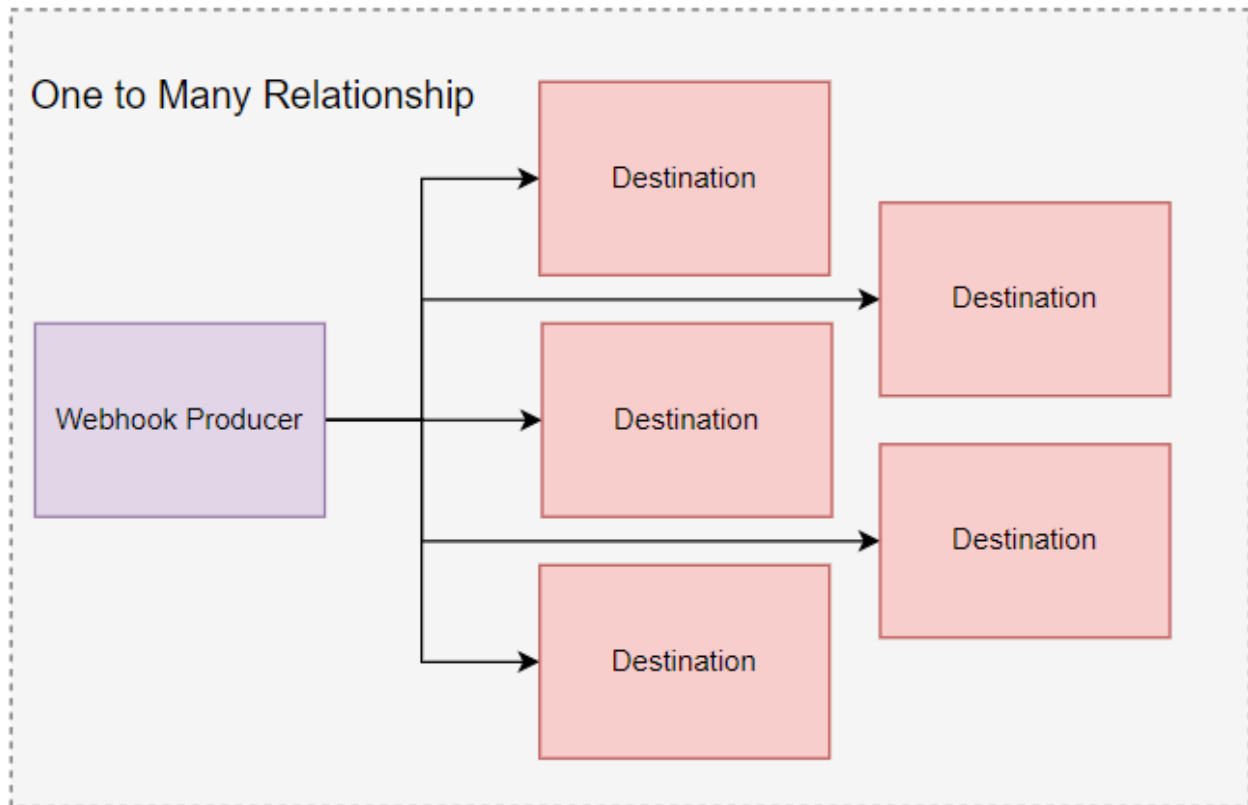 One to Many Relationship
Destination
Destination
Webhook Producer
Destination
Destination
Destination